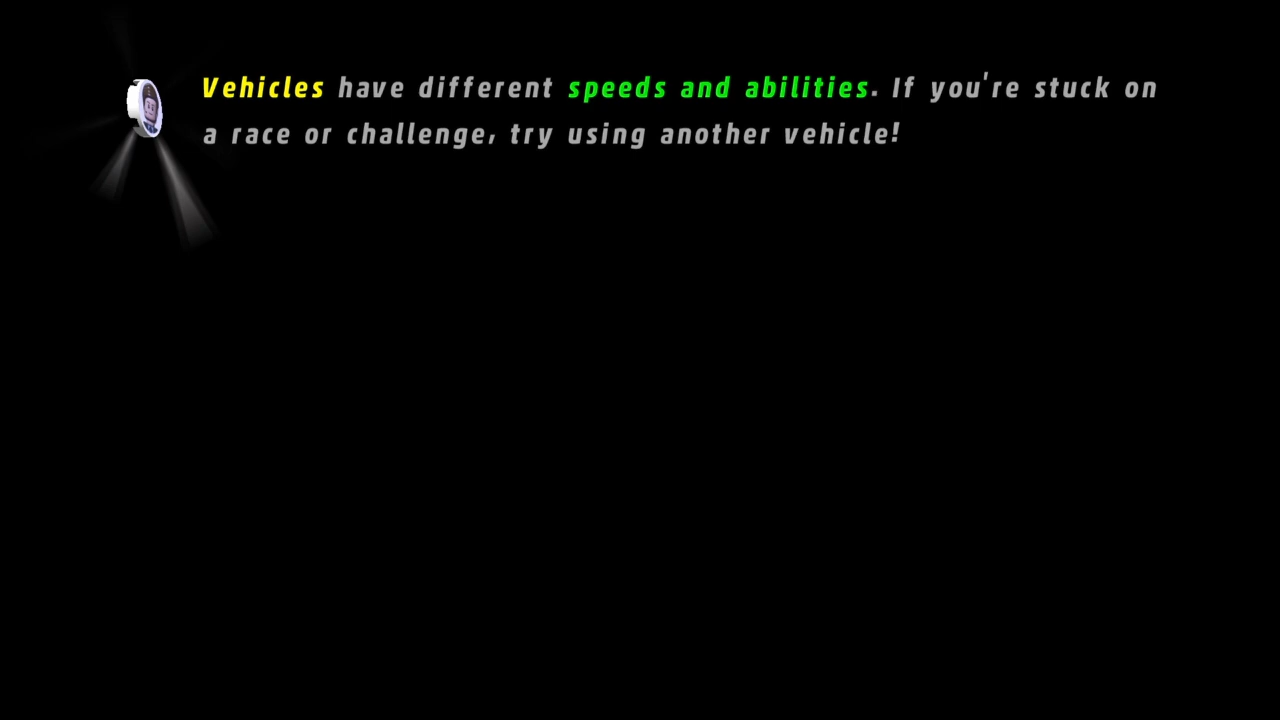 Vehicles have different speeds and abilities. If you're stuck on
a race or challenge, try using another vehicle!